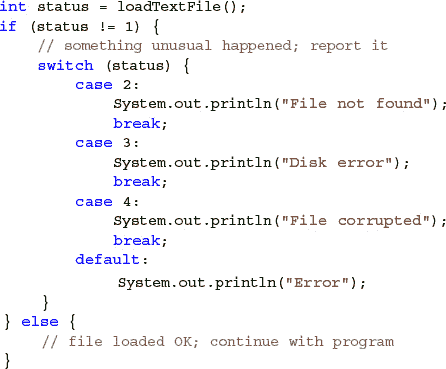 int status = loadTextFile();
if (status != 1) {
    // something unusual happened; report it
    switch (status) {
        case 2:
            System.out.println("File not found");
            break;
        case 3:
            System.out.println("Disk error");
            break;
        case 4:
            System.out.println("File corrupted");
            break;
        default:
            System.out.println("Error");
    }
} else {
    // file loaded OK; continue with program
}